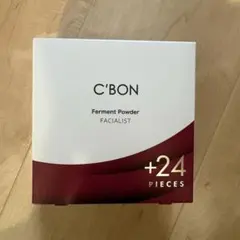 C'BON
Ferment Powder
FACIALIST
+24
PIECES